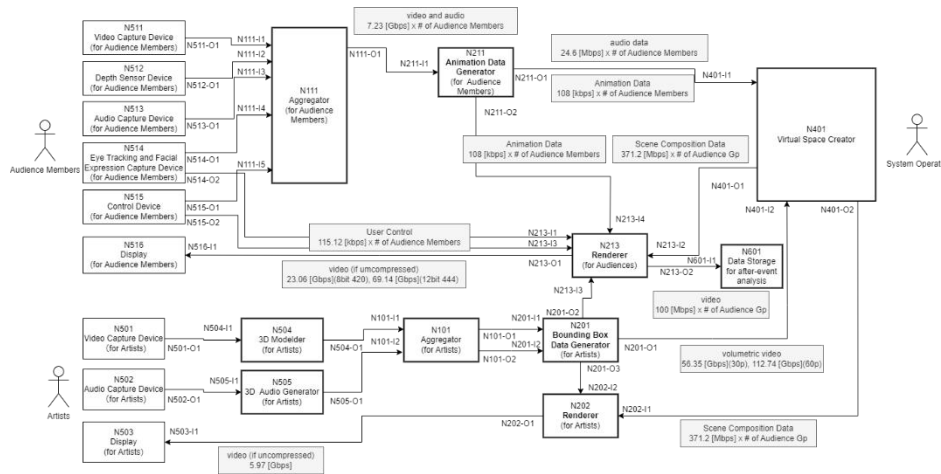 N511
Video Capture Device
(for Audience Members)
N511-O1
N512
Depth Sensor Device
(for Audience Members)
N512-O1
N513
Audio Capture Device
(for Audience Members)
N513-O1
N514
Eye Tracking and Facial
Expression Capture Device
(for Audience Members)
N514-O1
N514-O2
N515
Control Device
(for Audience Members)
N515-O1
N515-O2
N516
Display
(for Audience Members)
N516-I1
Audience Members
N111-I1
N111-I2
N111-I3
N111-I4
N111-I5
N111
Aggregator
(for Audience
Members)
N111-O1
video and audio
7.23 [Gbps] x # of Audience Members
N211-I1
N211
Animation Data
Generator
(for Audience
Members)
N211-O1
N211-O2
audio data
24.6 [Mbps] x # of Audience Members
Animation Data
108 [kbps] x # of Audience Members
N401-I1
Animation Data
108 [kbps] x # of Audience Members
Scene Composition Data
371.2 [Mbps] x # of Audience Gp
N401-O1
N401
Virtual Space Creator
N401-I2
N401-O2
System Operat
User Control
115.12 [kbps] x # of Audience Members
N213-I1
N213-I3
N213-I4
N213
Renderer
(for Audiences)
N213-I2
N213-O1
N213-O2
N213-I3
N601-I1
N601
Data Storage
for after-event
analysis
video (if uncompressed)
23.06 [Gbps](8bit 420), 69.14 [Gbps](12bit 444)
video
100 [Mbps] x # of Audience Gp
N501
Video Capture Device
(for Artists)
N501-O1
N504-I1
N504
3D Modelder
(for Artists)
N504-O1
N502
Audio Capture Device
(for Artists)
N502-O1
N505-I1
N505
3D Audio Generator
(for Artists)
N505-O1
N503
Display
(for Artists)
N503-I1
Artists
N101-I1
N101-I2
N101
Aggregator
(for Artists)
N101-O1
N101-O2
N201-I1
N201-I2
N201-O2
N201
Bounding Box
Data Generator
(for Artists)
N201-O1
N201-O3
volumetric video
56.35 [Gbps](30p), 112.74 [Gbps](60p)
N202-I2
N202
Renderer
(for Artists)
N202-I1
N202-O1
Scene Composition Data
371.2 [Mbps] x # of Audience Gp
video (if uncompressed)
5.97 [Gbps]